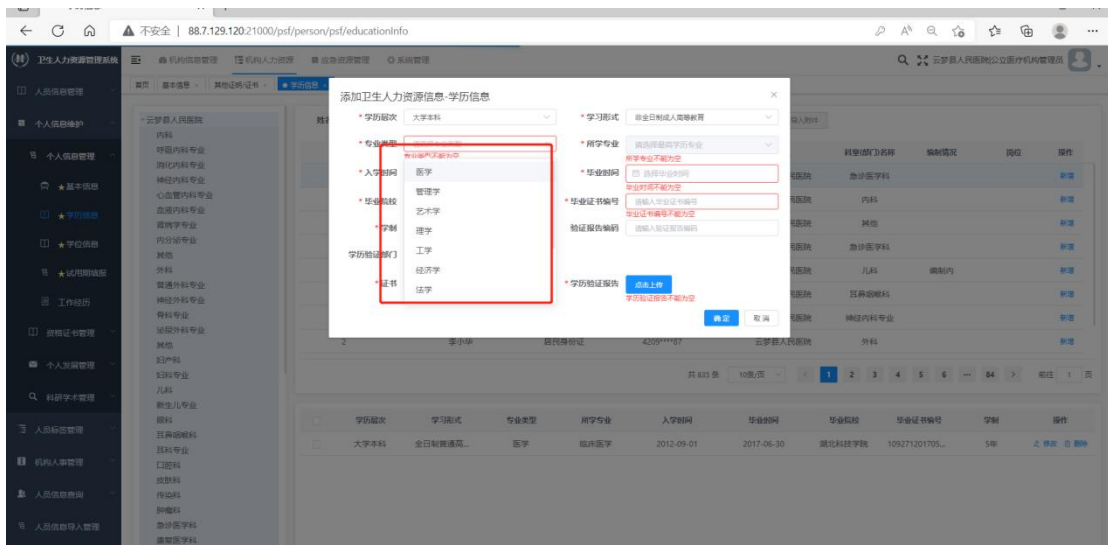 不安全 | 88.7.129.120:21000/psf/person/psf/educationInfo
卫生人力资源管理系统
机构信息管理 机构人力资源 应急资源管理 系统管理
云梦县人民医院|公立医疗机构管理员
首页 基本信息 其他证明/证书 学历信息
人员信息管理
个人信息维护
个人信息管理
★基本信息
★学历信息
★学位信息
★试用期填报
工作经历
资格证书管理
个人发展管理
科研学术管理
人员标签管理
机构人事管理
人员信息查询
人员信息导入管理
云梦县人民医院
内科
呼吸内科专业
消化内科专业
神经内科专业
心血管内科专业
血液内科专业
肾病学专业
内分泌专业
其他
外科
普通外科专业
神经外科专业
骨科专业
泌尿外科专业
其他
妇产科
妇科专业
儿科
新生儿专业
眼科
耳鼻咽喉科
耳科专业
口腔科
皮肤科
传染科
肿瘤科
急诊医学科
康复医学科
添加卫生人力资源信息-学历信息
* 学历层次 大学本科 * 学习形式 非全日制成人高等教育
* 专业类型 * 所学专业 请选择最高学历专业
专业类型不能为空 所学专业不能为空
* 入学时间 * 毕业时间 选择毕业时间
毕业时间不能为空
* 毕业院校 * 毕业证书编号 请输入毕业证书编号
毕业证书编号不能为空
* 学制 验证报告编码 请输入验证报告编码
学历验证部门
* 证书 * 学历验证报告 点击上传
学历验证报告不能为空
医学
管理学
艺术学
理学
工学
经济学
法学
确定 取消
科室(部门)名称 编制情况 岗位 操作
急诊医学科 新增
内科 新增
其他 新增
急诊医学科 新增
儿科 编制内 新增
耳鼻咽喉科 新增
神经内科专业 新增
2 李小华 居民身份证 4209****87 云梦县人民医院 外科 新增
共 835 条 10条/页 1 2 3 4 5 6 ... 84 前往 1 页
学历层次 学习形式 专业类型 所学专业 入学时间 毕业时间 毕业院校 毕业证书编号 学制 操作
大学本科 全日制普通高... 医学 临床医学 2012-09-01 2017-06-30 湖北科技学院 109271201705... 5年 修改 删除